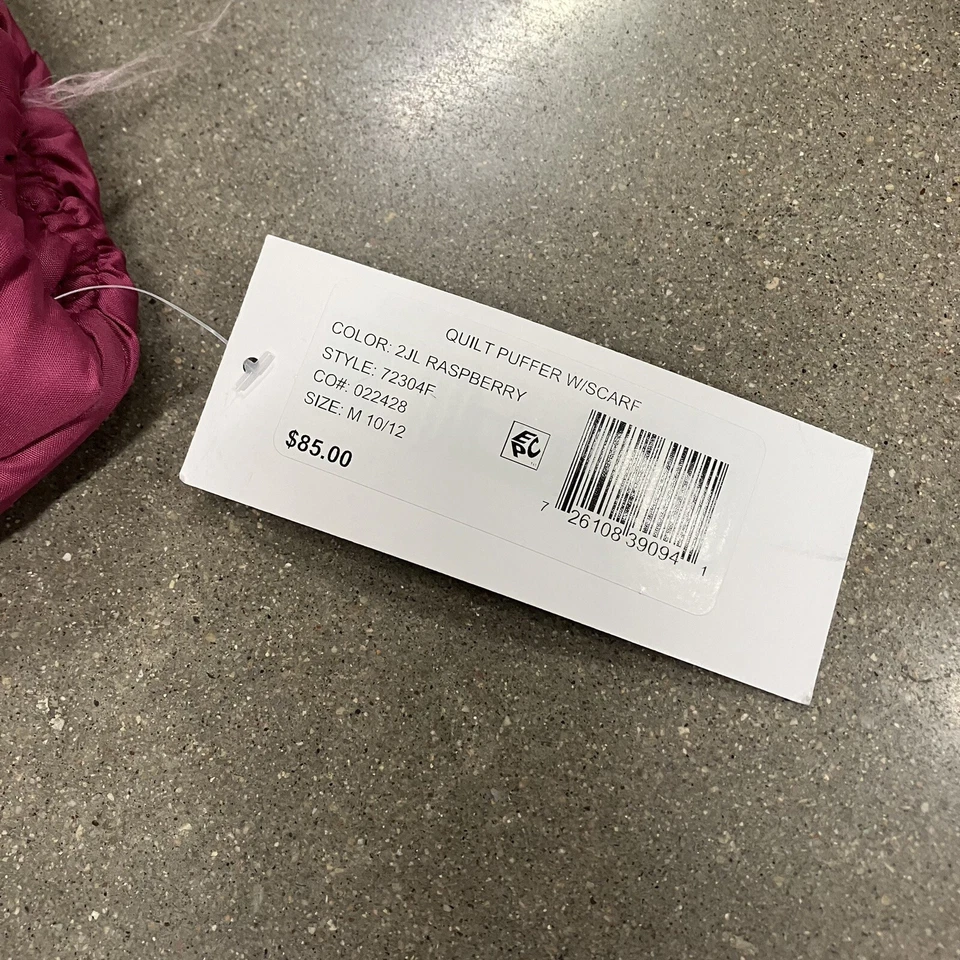 QUILT PUFFER W/SCARF
COLOR: 2JL RASPBERRY
STYLE: 72304F
CO#: 022428
SIZE: M 10/12
$85.00
EPC
7 26108 39094 1